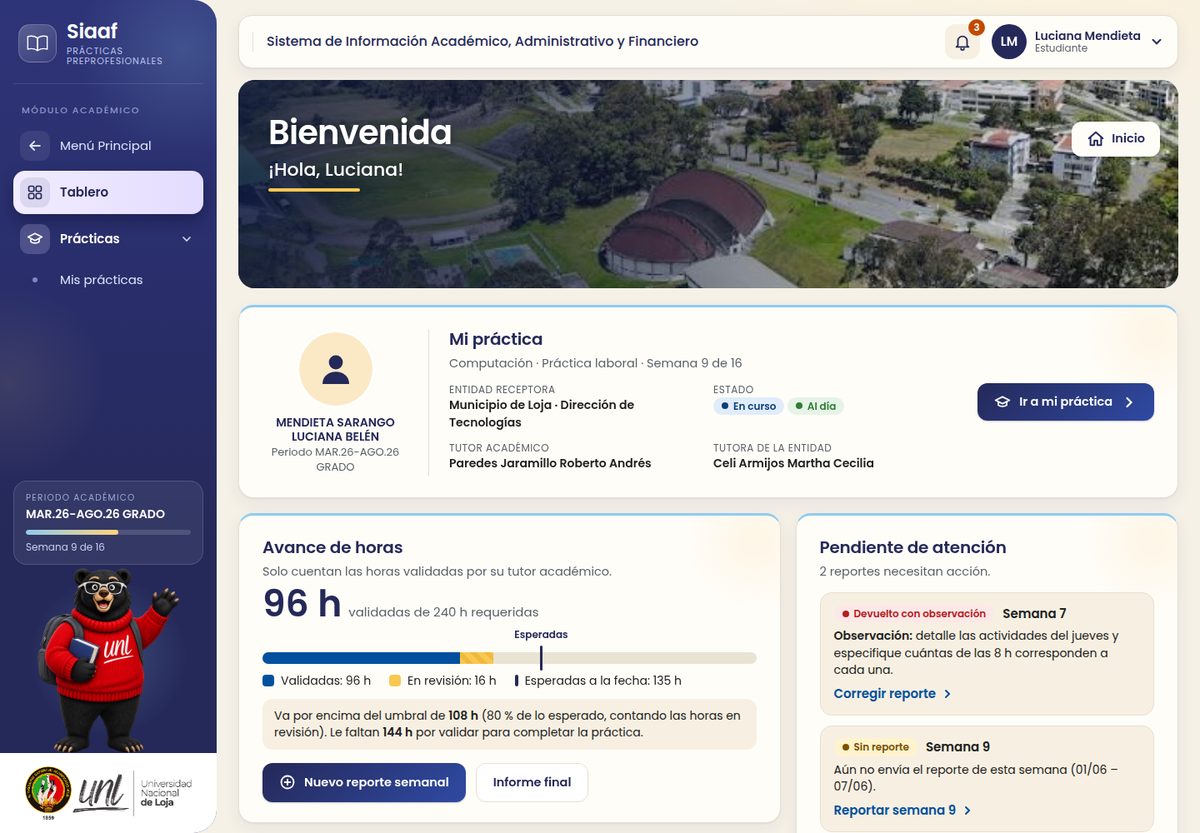 Siaaf
PRÁCTICAS
PREPROFESIONALES
MÓDULO ACADÉMICO
Menú Principal
Tablero
Prácticas
Mis prácticas
PERIODO ACADÉMICO
MAR.26-AGO.26 GRADO
Semana 9 de 16
unl
1859
unl
Universidad
Nacional
de Loja
Sistema de Información Académico, Administrativo y Financiero
3
LM
Luciana Mendieta
Estudiante
Bienvenida
¡Hola, Luciana!
Inicio
MENDIETA SARANGO
LUCIANA BELÉN
Periodo MAR.26-AGO.26
GRADO
Mi práctica
Computación · Práctica laboral · Semana 9 de 16
ENTIDAD RECEPTORA
Municipio de Loja · Dirección de
Tecnologías
ESTADO
En curso
Al día
TUTOR ACADÉMICO
Paredes Jaramillo Roberto Andrés
TUTORA DE LA ENTIDAD
Celi Armijos Martha Cecilia
Ir a mi práctica
Avance de horas
Solo cuentan las horas validadas por su tutor académico.
96 h validadas de 240 h requeridas
Esperadas
Validadas: 96 h
En revisión: 16 h
Esperadas a la fecha: 135 h
Va por encima del umbral de 108 h (80 % de lo esperado, contando las horas en
revisión). Le faltan 144 h por validar para completar la práctica.
Nuevo reporte semanal
Informe final
Pendiente de atención
2 reportes necesitan acción.
Devuelto con observación
Semana 7
Observación: detalle las actividades del jueves y
especifique cuántas de las 8 h corresponden a
cada una.
Corregir reporte
Sin reporte
Semana 9
Aún no envía el reporte de esta semana (01/06 –
07/06).
Reportar semana 9